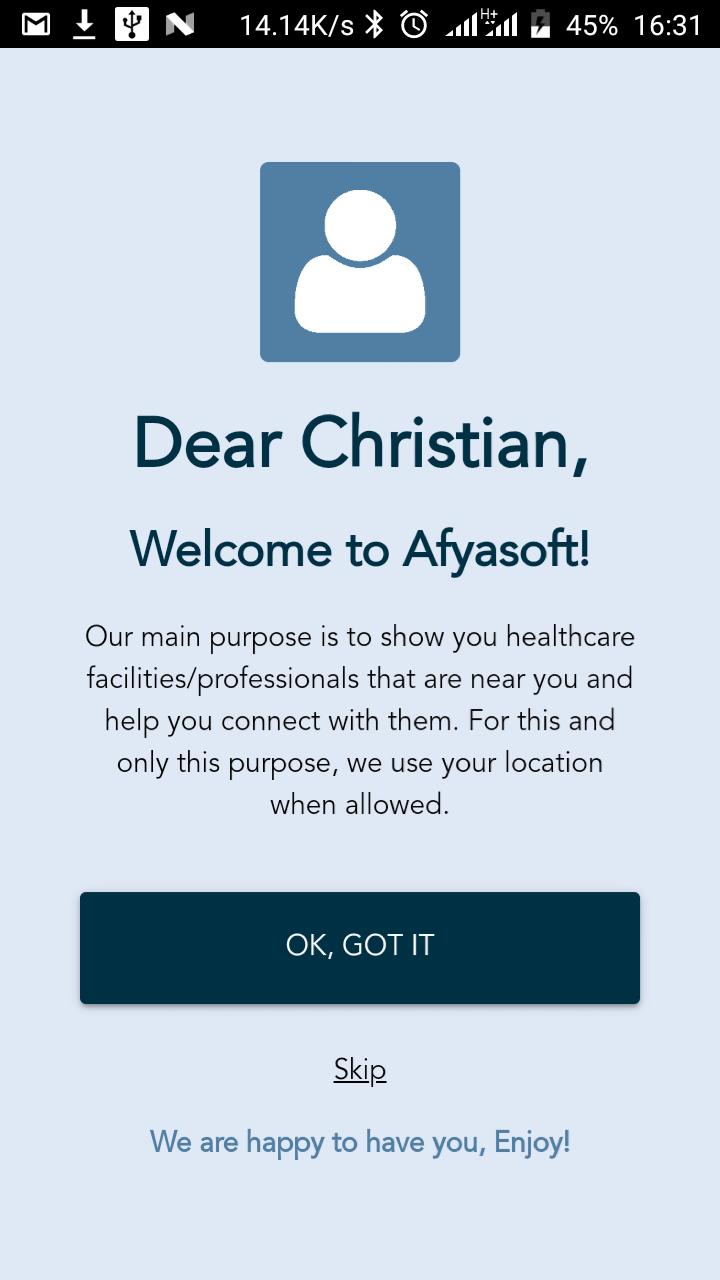 14.14K/s H+ 45% 16:31
Dear Christian,
Welcome to Afyasoft!
Our main purpose is to show you healthcare
facilities/professionals that are near you and
help you connect with them. For this and
only this purpose, we use your location
when allowed.
OK, GOT IT
Skip
We are happy to have you, Enjoy!